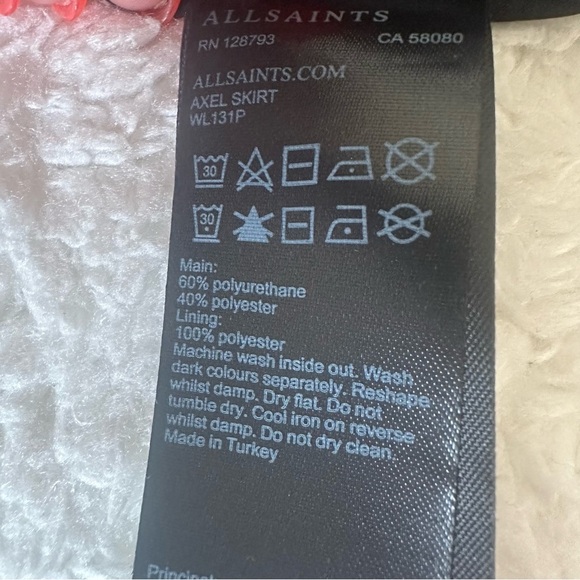 ALLSAINTS
RN 128793 CA 58080
ALLSAINTS.COM
AXEL SKIRT
WL131P
30
30
Main:
60% polyurethane
40% polyester
Lining:
100% polyester
Machine wash inside out. Wash
dark colours separately. Reshape
whilst damp. Dry flat. Do not
tumble dry. Cool iron on reverse
whilst damp. Do not dry clean.
Made in Turkey